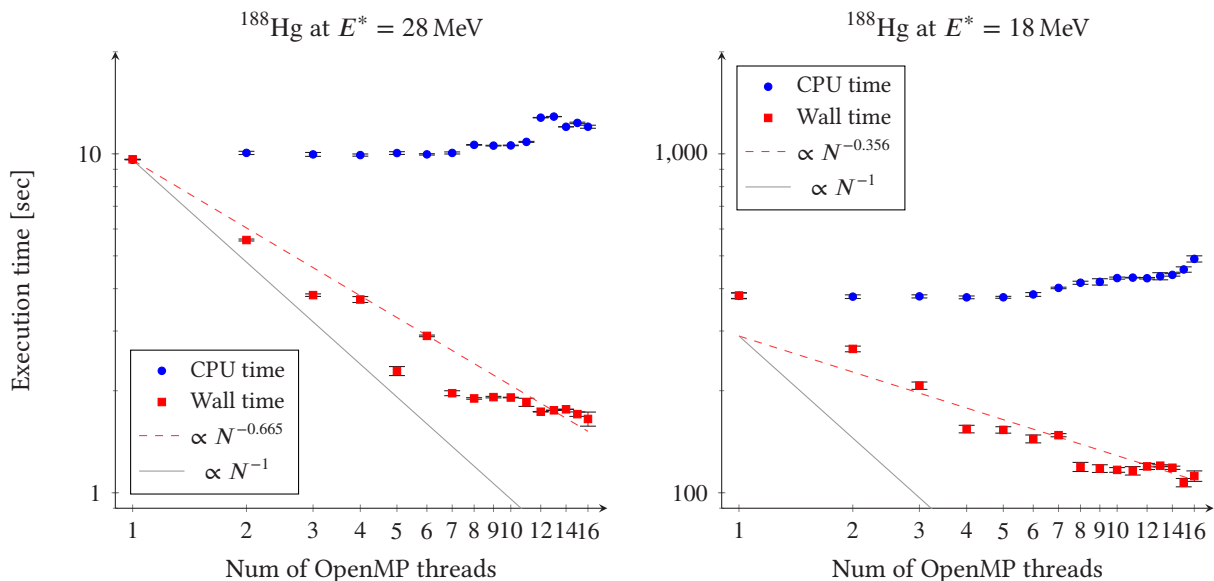 ¹⁸⁸Hg at E* = 28 MeV
10
1
Execution time [sec]
CPU time
Wall time
∝ N⁻⁰·⁶⁶⁵
∝ N⁻¹
1 2 3 4 5 6 7 8 9 10 12 14 16
Num of OpenMP threads
¹⁸⁸Hg at E* = 18 MeV
CPU time
Wall time
∝ N⁻⁰·³⁵⁶
∝ N⁻¹
1,000
100
1 2 3 4 5 6 7 8 9 10 12 14 16
Num of OpenMP threads